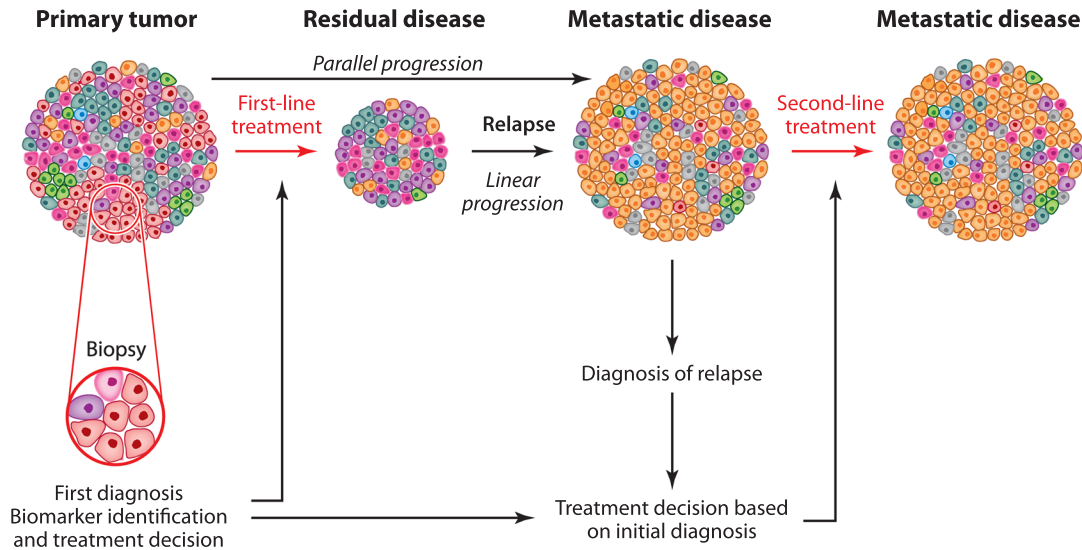 Primary tumor
Residual disease
Metastatic disease
Metastatic disease
Parallel progression
First-line
treatment
Relapse
Linear
progression
Second-line
treatment
Biopsy
Diagnosis of relapse
First diagnosis
Biomarker identification
and treatment decision
Treatment decision based
on initial diagnosis